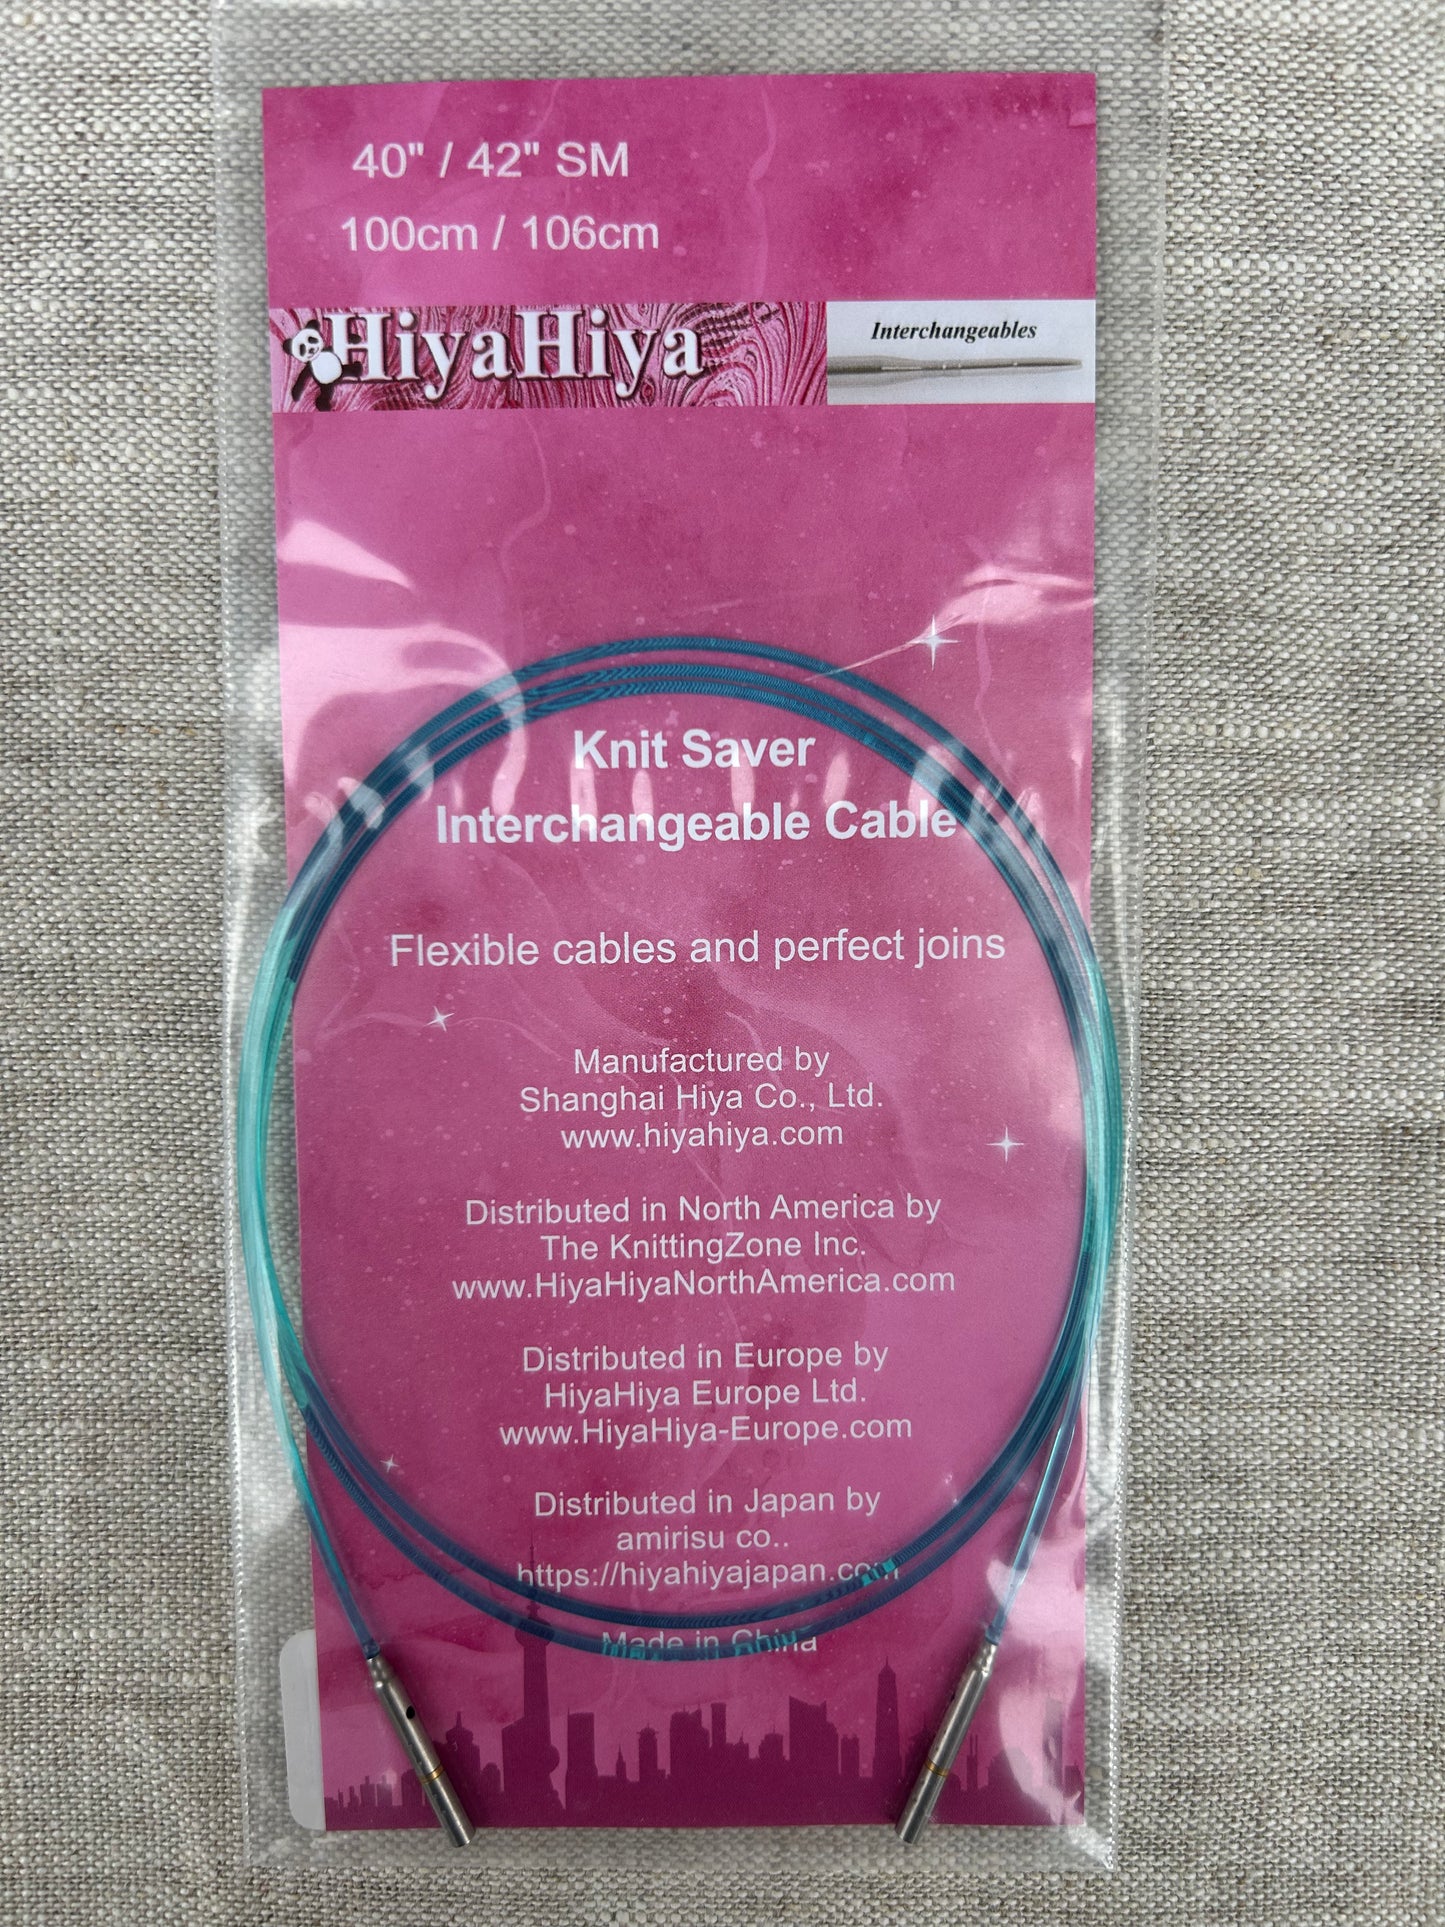 40" / 42" SM
100cm / 106cm
HiyaHiya
Interchangeables
Knit Saver
Interchangeable Cable
Flexible cables and perfect joins
Manufactured by
Shanghai Hiya Co., Ltd.
www.hiyahiya.com
Distributed in North America by
The KnittingZone Inc.
www.HiyaHiyaNorthAmerica.com
Distributed in Europe by
HiyaHiya Europe Ltd.
www.HiyaHiya-Europe.com
Distributed in Japan by
amirisu co..
https://hiyahiyajapan.com
Made in China